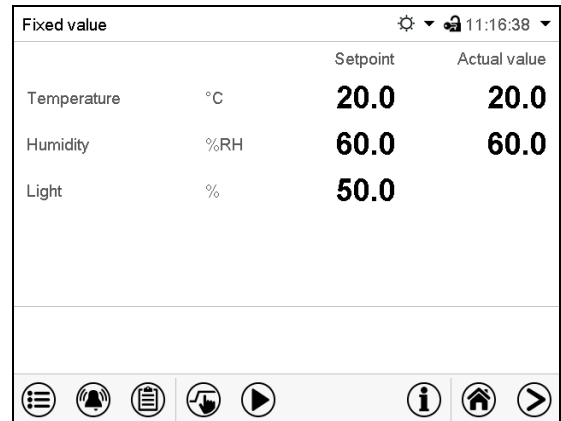 Fixed value 11:16:38
Setpoint Actual value
Temperature °C 20.0 20.0
Humidity %RH 60.0 60.0
Light % 50.0